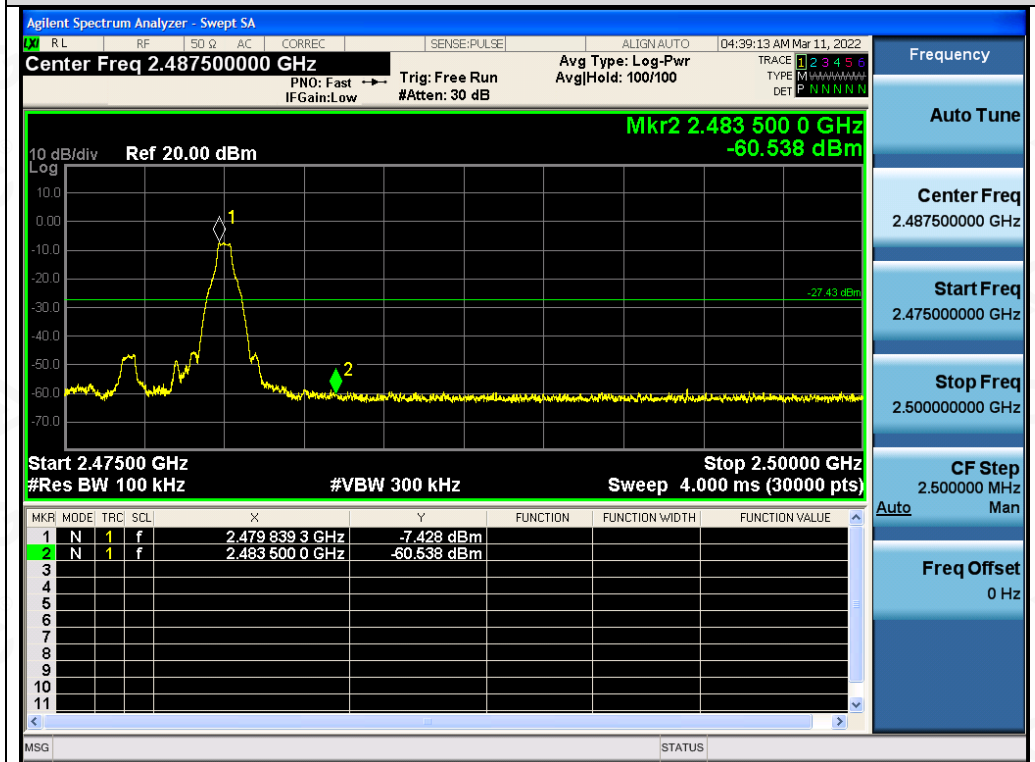 Agilent Spectrum Analyzer - Swept SA
LXI RL RF 50 Ω AC CORREC SENSE:PULSE ALIGN AUTO 04:39:13 AM Mar 11, 2022
Center Freq 2.487500000 GHz
PNO: Fast
IFGain:Low
Trig: Free Run
#Atten: 30 dB
Avg Type: Log-Pwr
Avg|Hold: 100/100
TRACE 1 2 3 4 5 6
TYPE M W W W W W
DET P N N N N N
Mkr2 2.483 500 0 GHz
-60.538 dBm
10 dB/div Ref 20.00 dBm
Log
10.0
0.00
-10.0
-20.0
-30.0
-40.0
-50.0
-60.0
-70.0
1
-27.43 dBm
2
Start 2.47500 GHz Stop 2.50000 GHz
#Res BW 100 kHz #VBW 300 kHz Sweep 4.000 ms (30000 pts)
MKR MODE TRC SCL X Y FUNCTION FUNCTION WIDTH FUNCTION VALUE
1 N 1 f 2.479 839 3 GHz -7.428 dBm
2 N 1 f 2.483 500 0 GHz -60.538 dBm
3
4
5
6
7
8
9
10
11
MSG STATUS
Frequency
Auto Tune
Center Freq
2.487500000 GHz
Start Freq
2.475000000 GHz
Stop Freq
2.500000000 GHz
CF Step
2.500000 MHz
Auto Man
Freq Offset
0 Hz